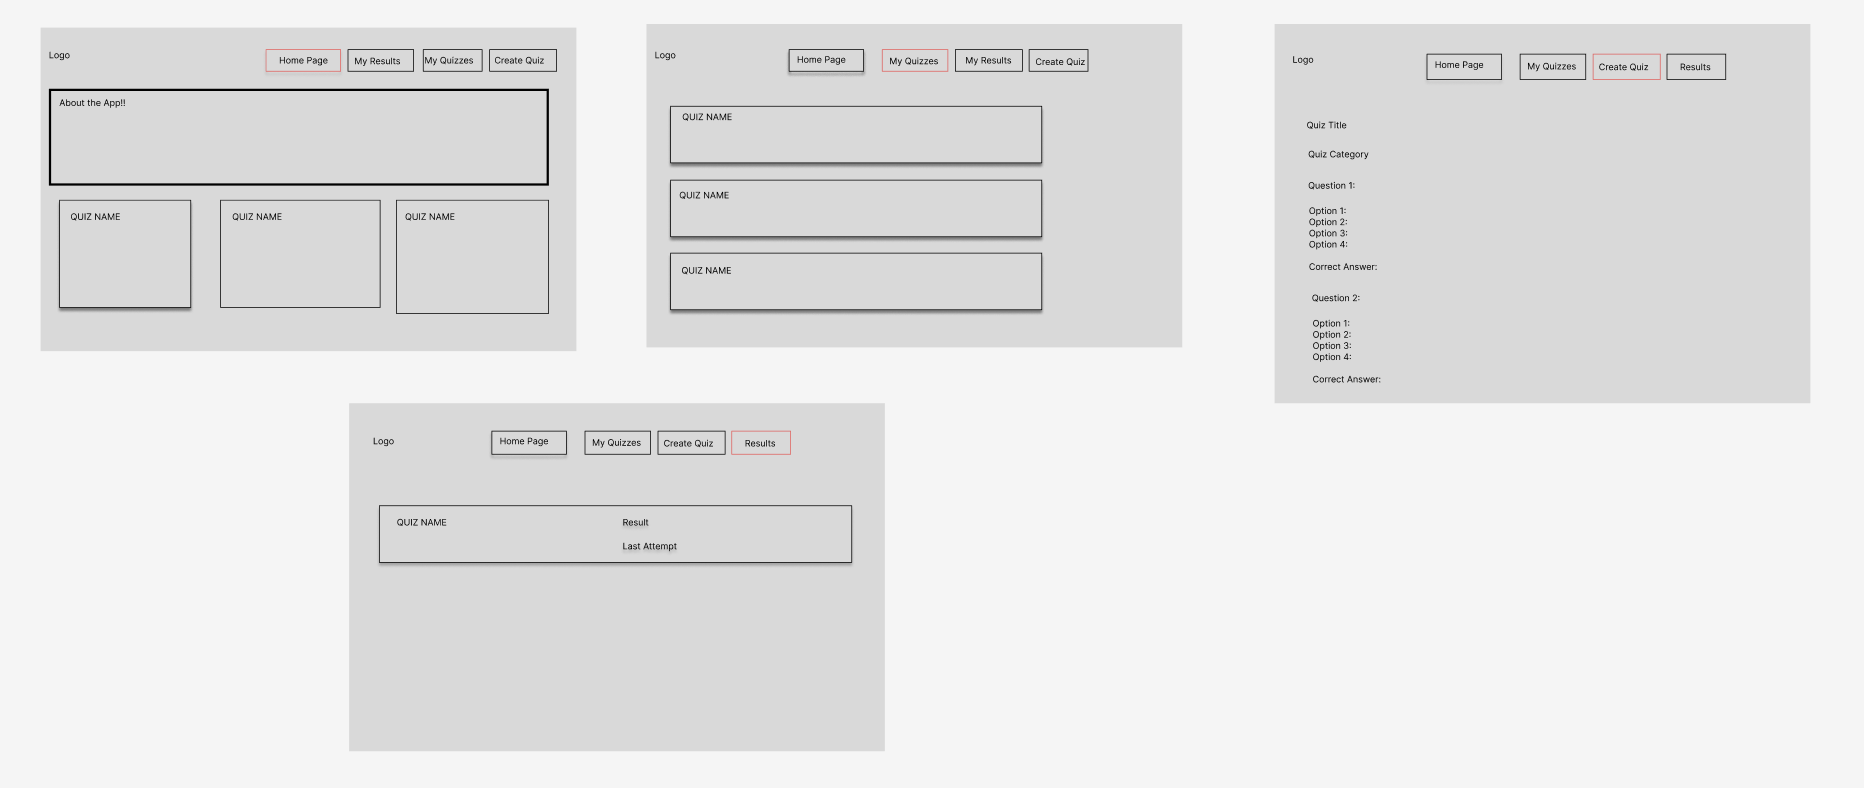 Logo
Home Page
My Results
My Quizzes
Create Quiz
About the App!!
QUIZ NAME
QUIZ NAME
QUIZ NAME
Logo
Home Page
My Quizzes
My Results
Create Quiz
QUIZ NAME
QUIZ NAME
QUIZ NAME
Logo
Home Page
My Quizzes
Create Quiz
Results
Quiz Title
Quiz Category
Question 1:
Option 1:
Option 2:
Option 3:
Option 4:
Correct Answer:
Question 2:
Option 1:
Option 2:
Option 3:
Option 4:
Correct Answer:
Logo
Home Page
My Quizzes
Create Quiz
Results
QUIZ NAME
Result
Last Attempt